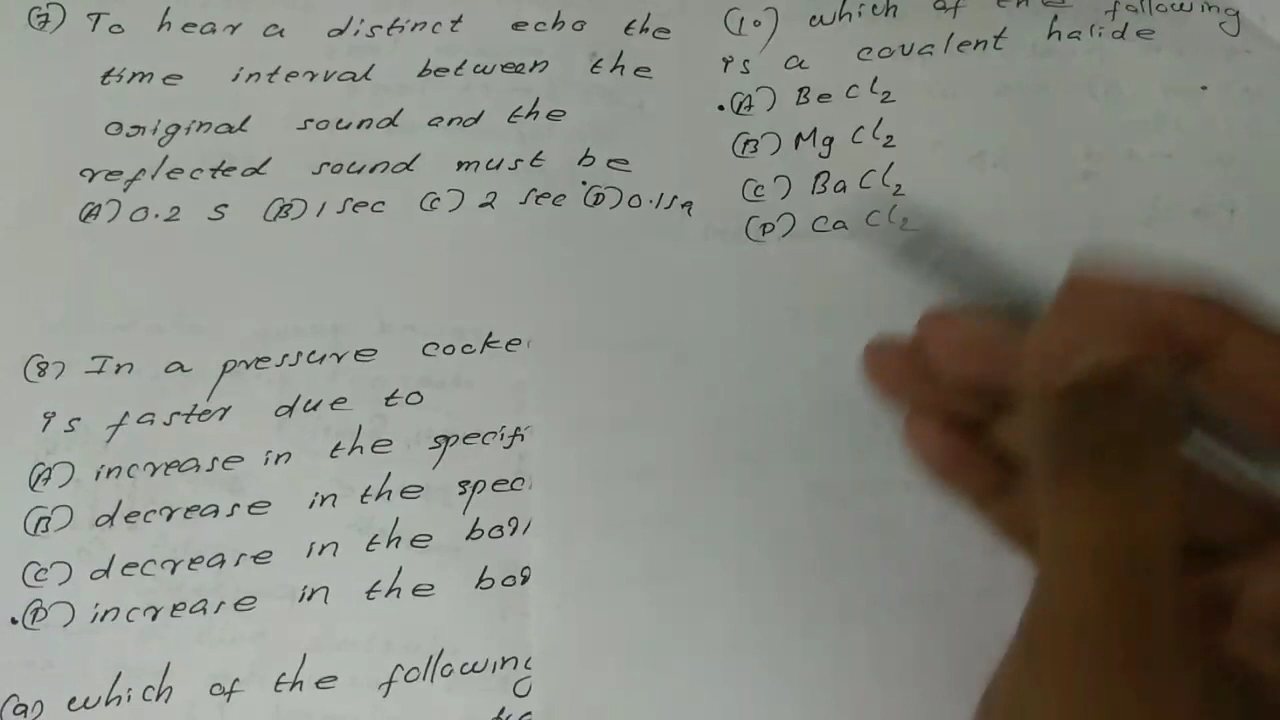 (7) To hear a distinct echo the
time interval between the
original sound and the
reflected sound must be
(A) 0.2 s (B) 1 sec (C) 2 sec (D) 0.1
(8) In a pressure cocke
is faster due to
(A) increase in the specifi
(B) decrease in the spec
(C) decrease in the boi
(D) increase in the boi
(9) which of the following
(10) which of the following
is a covalent halide
(A) BeCl2
(B) MgCl2
(C) BaCl2
(D) CaCl2